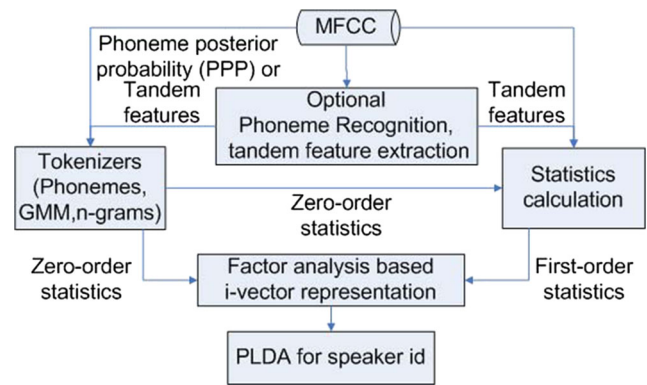 MFCC
Phoneme posterior
probability (PPP) or
Tandem
features
Optional
Phoneme Recognition,
tandem feature extraction
Tandem
features
Tokenizers
(Phonemes,
GMM,n-grams)
Zero-order
statistics
Statistics
calculation
Zero-order
statistics
Factor analysis based
i-vector representation
First-order
statistics
PLDA for speaker id